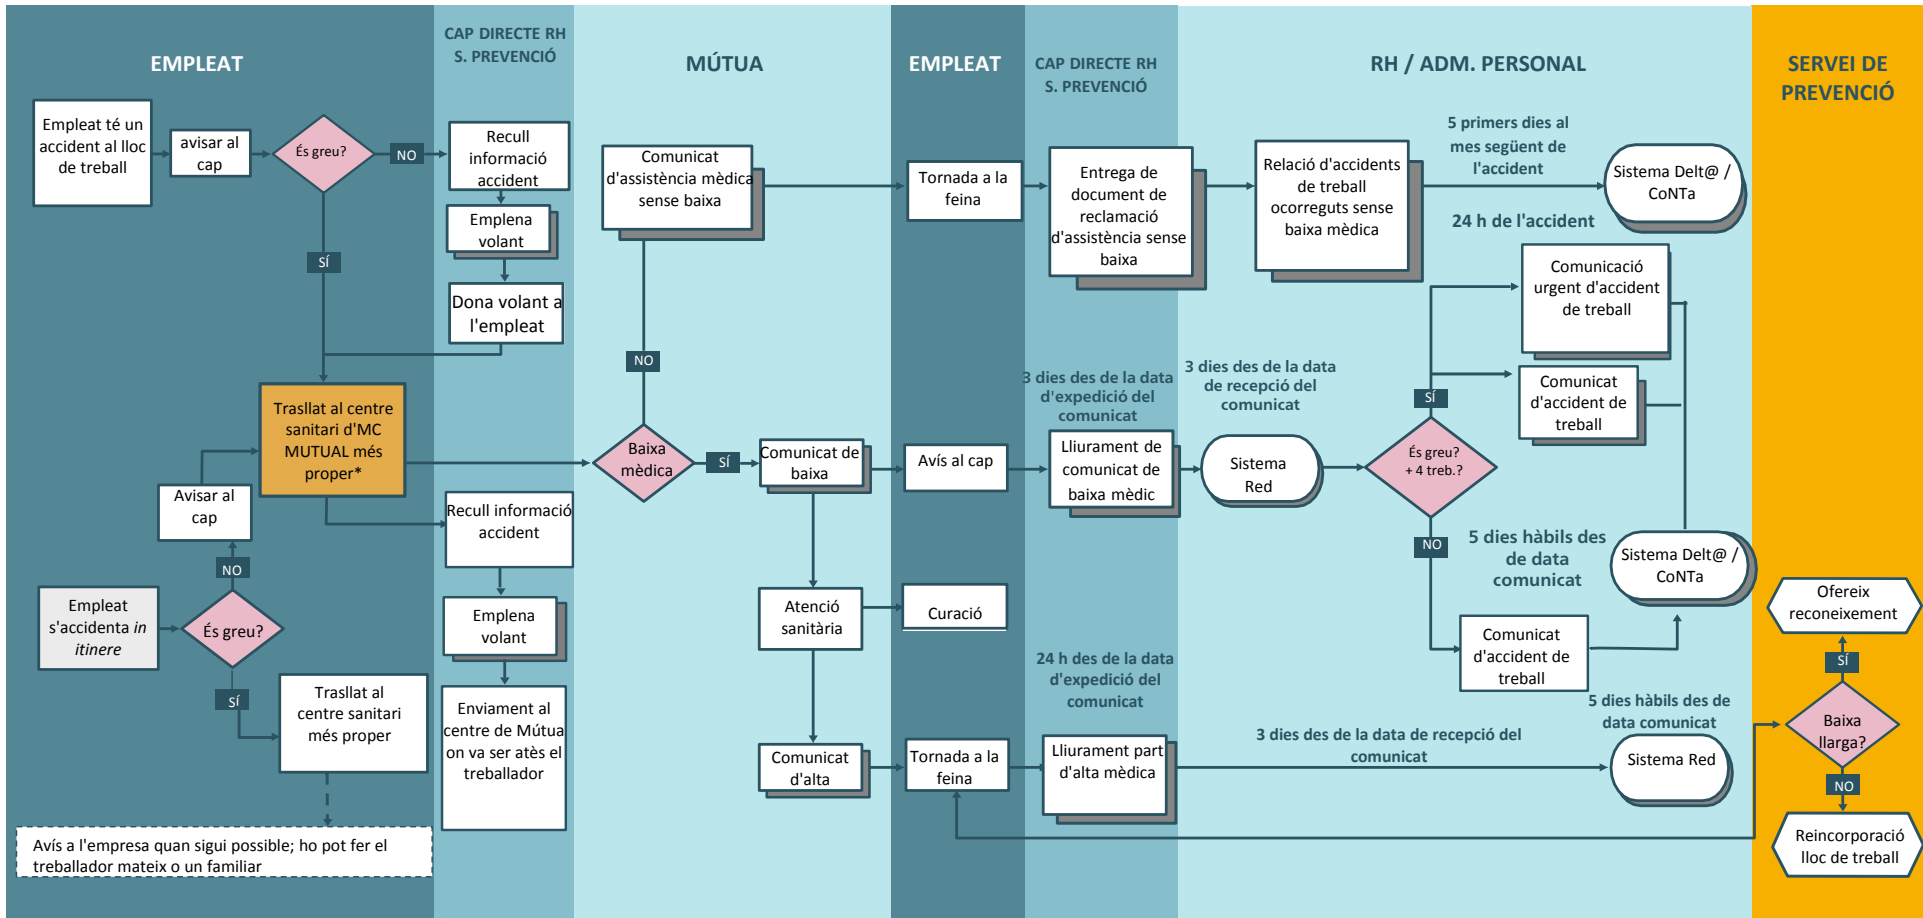 EMPLEAT
CAP DIRECTE RH
S. PREVENCIÓ
MÚTUA
EMPLEAT
CAP DIRECTE RH
S. PREVENCIÓ
RH / ADM. PERSONAL
SERVEI DE
PREVENCIÓ
Empleat té un
accident al lloc
de treball
avisar al
cap
És greu?
NO
Recull
informació
accident
Emplena
volant
Dona volant a
l'empleat
SÍ
Comunicat
d'assistència mèdica
sense baixa
Tornada a la
feina
Entrega de
document de
reclamació
d'assistència sense
baixa
Relació d'accidents
de treball
ocorreguts sense
baixa mèdica
5 primers dies al
mes següent de
l'accident
Sistema Delt@ /
CoNTa
24 h de l'accident
Comunicació
urgent d'accident
de treball
Comunicat
d'accident de
treball
NO
Trasllat al centre
sanitari d'MC
MUTUAL més
proper*
Baixa
mèdica
SÍ
Comunicat de
baixa
Avís al cap
3 dies des de la data
d'expedició del
comunicat
Lliurament de
comunicat de
baixa mèdic
3 dies des de la data
de recepció del
comunicat
Sistema
Red
SÍ
És greu?
+ 4 treb.?
NO
5 dies hàbils des
de data
comunicat
Sistema Delt@ /
CoNTa
Comunicat
d'accident de
treball
Avisar al
cap
NO
Empleat
s'accidenta in
itinere
És greu?
SÍ
Trasllat al
centre sanitari
més proper
Avís a l'empresa quan sigui possible; ho pot fer el
treballador mateix o un familiar
Recull informació
accident
Emplena
volant
Enviament al
centre de Mútua
on va ser atès el
treballador
Atenció
sanitària
Curació
Comunicat
d'alta
Tornada a la
feina
24 h des de la data
d'expedició del
comunicat
Lliurament part
d'alta mèdica
3 dies des de la data de recepció del
comunicat
5 dies hàbils des de
data comunicat
Sistema Red
Ofereix
reconeixement
SÍ
Baixa
llarga?
NO
Reincorporació
lloc de treball